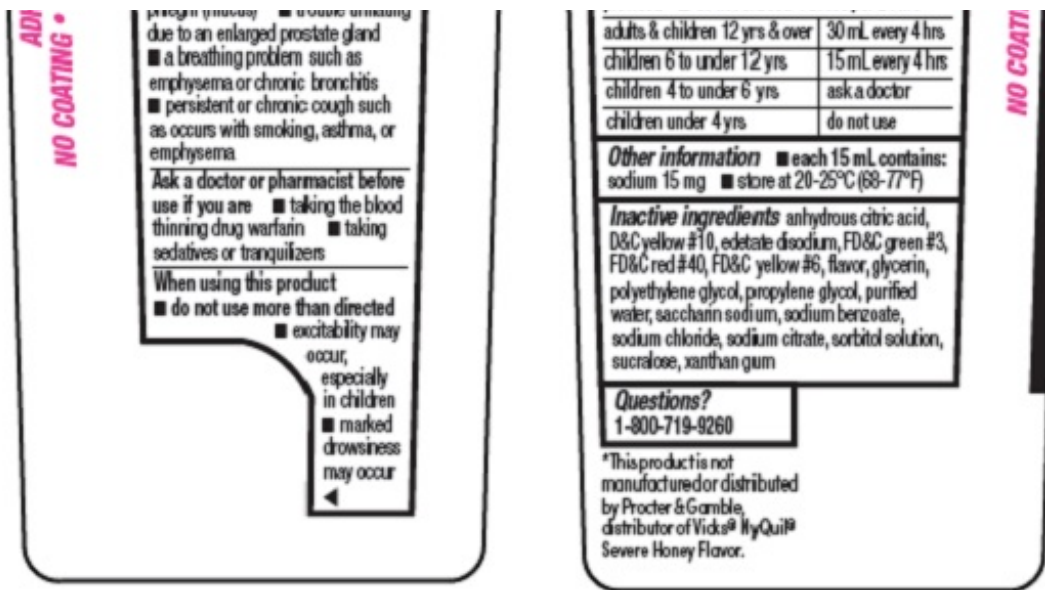 NO COATING •
phlegm (mucus) ■ trouble urinating
due to an enlarged prostate gland
■ a breathing problem such as
emphysema or chronic bronchitis
■ persistent or chronic cough such
as occurs with smoking, asthma, or
emphysema
Ask a doctor or pharmacist before
use if you are ■ taking the blood
thinning drug warfarin ■ taking
sedatives or tranquilizers
When using this product
■ do not use more than directed
■ excitability may
occur,
especially
in children
■ marked
drowsiness
may occur
adults & children 12 yrs & over 30 mL every 4 hrs
children 6 to under 12 yrs 15 mL every 4 hrs
children 4 to under 6 yrs ask a doctor
children under 4 yrs do not use
Other information ■ each 15 mL contains:
sodium 15 mg ■ store at 20-25°C (68-77°F)
Inactive ingredients anhydrous citric acid,
D&C yellow #10, edetate disodium, FD&C green #3,
FD&C red #40, FD&C yellow #6, flavor, glycerin,
polyethylene glycol, propylene glycol, purified
water, saccharin sodium, sodium benzoate,
sodium chloride, sodium citrate, sorbitol solution,
sucralose, xanthan gum
Questions?
1-800-719-9260
*This product is not
manufactured or distributed
by Procter & Gamble,
distributor of Vicks® NyQuil®
Severe Honey Flavor.
NO COAT